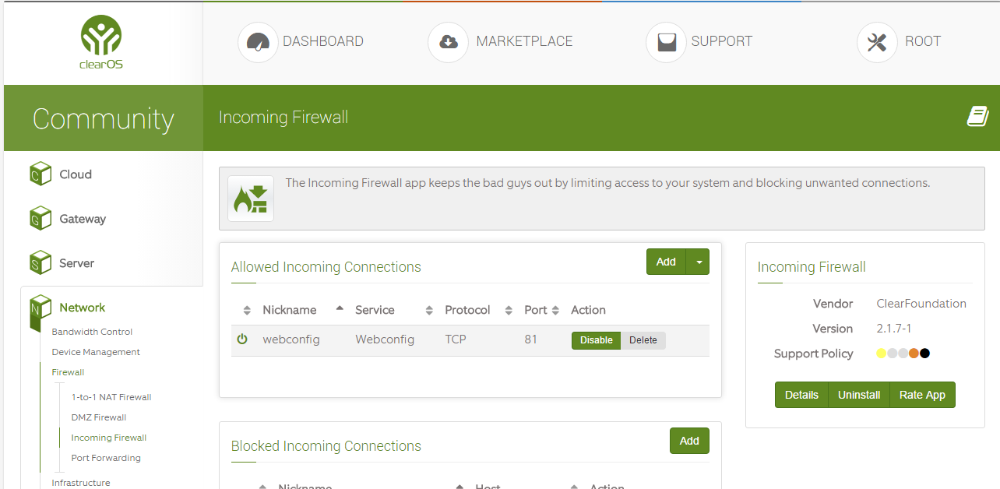 clearOS
DASHBOARD
MARKETPLACE
SUPPORT
ROOT
Community
Incoming Firewall
C Cloud
G Gateway
S Server
N Network
Bandwidth Control
Device Management
Firewall
1-to-1 NAT Firewall
DMZ Firewall
Incoming Firewall
Port Forwarding
Infrastructure
The Incoming Firewall app keeps the bad guys out by limiting access to your system and blocking unwanted connections.
Allowed Incoming Connections
Add
Nickname Service Protocol Port Action
webconfig Webconfig TCP 81 Disable Delete
Blocked Incoming Connections
Add
Nickname Host Action
Incoming Firewall
Vendor ClearFoundation
Version 2.1.7-1
Support Policy
Details Uninstall Rate App